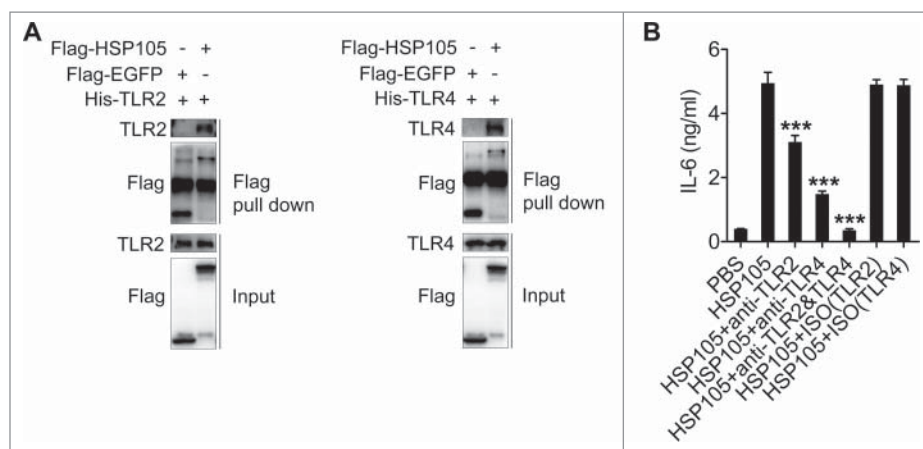 A
Flag-HSP105 - +
Flag-EGFP + -
His-TLR2 + +
TLR2
Flag
Flag
pull down
TLR2
Flag
Input
Flag-HSP105 - +
Flag-EGFP + -
His-TLR4 + +
TLR4
Flag
Flag
pull down
TLR4
Flag
Input
B
IL-6 (ng/ml)
6
4
2
0
***
***
***
PBS
HSP105
HSP105+anti-TLR2
HSP105+anti-TLR4
HSP105+anti-TLR2&TLR4
HSP105+ISO(TLR2)
HSP105+ISO(TLR4)